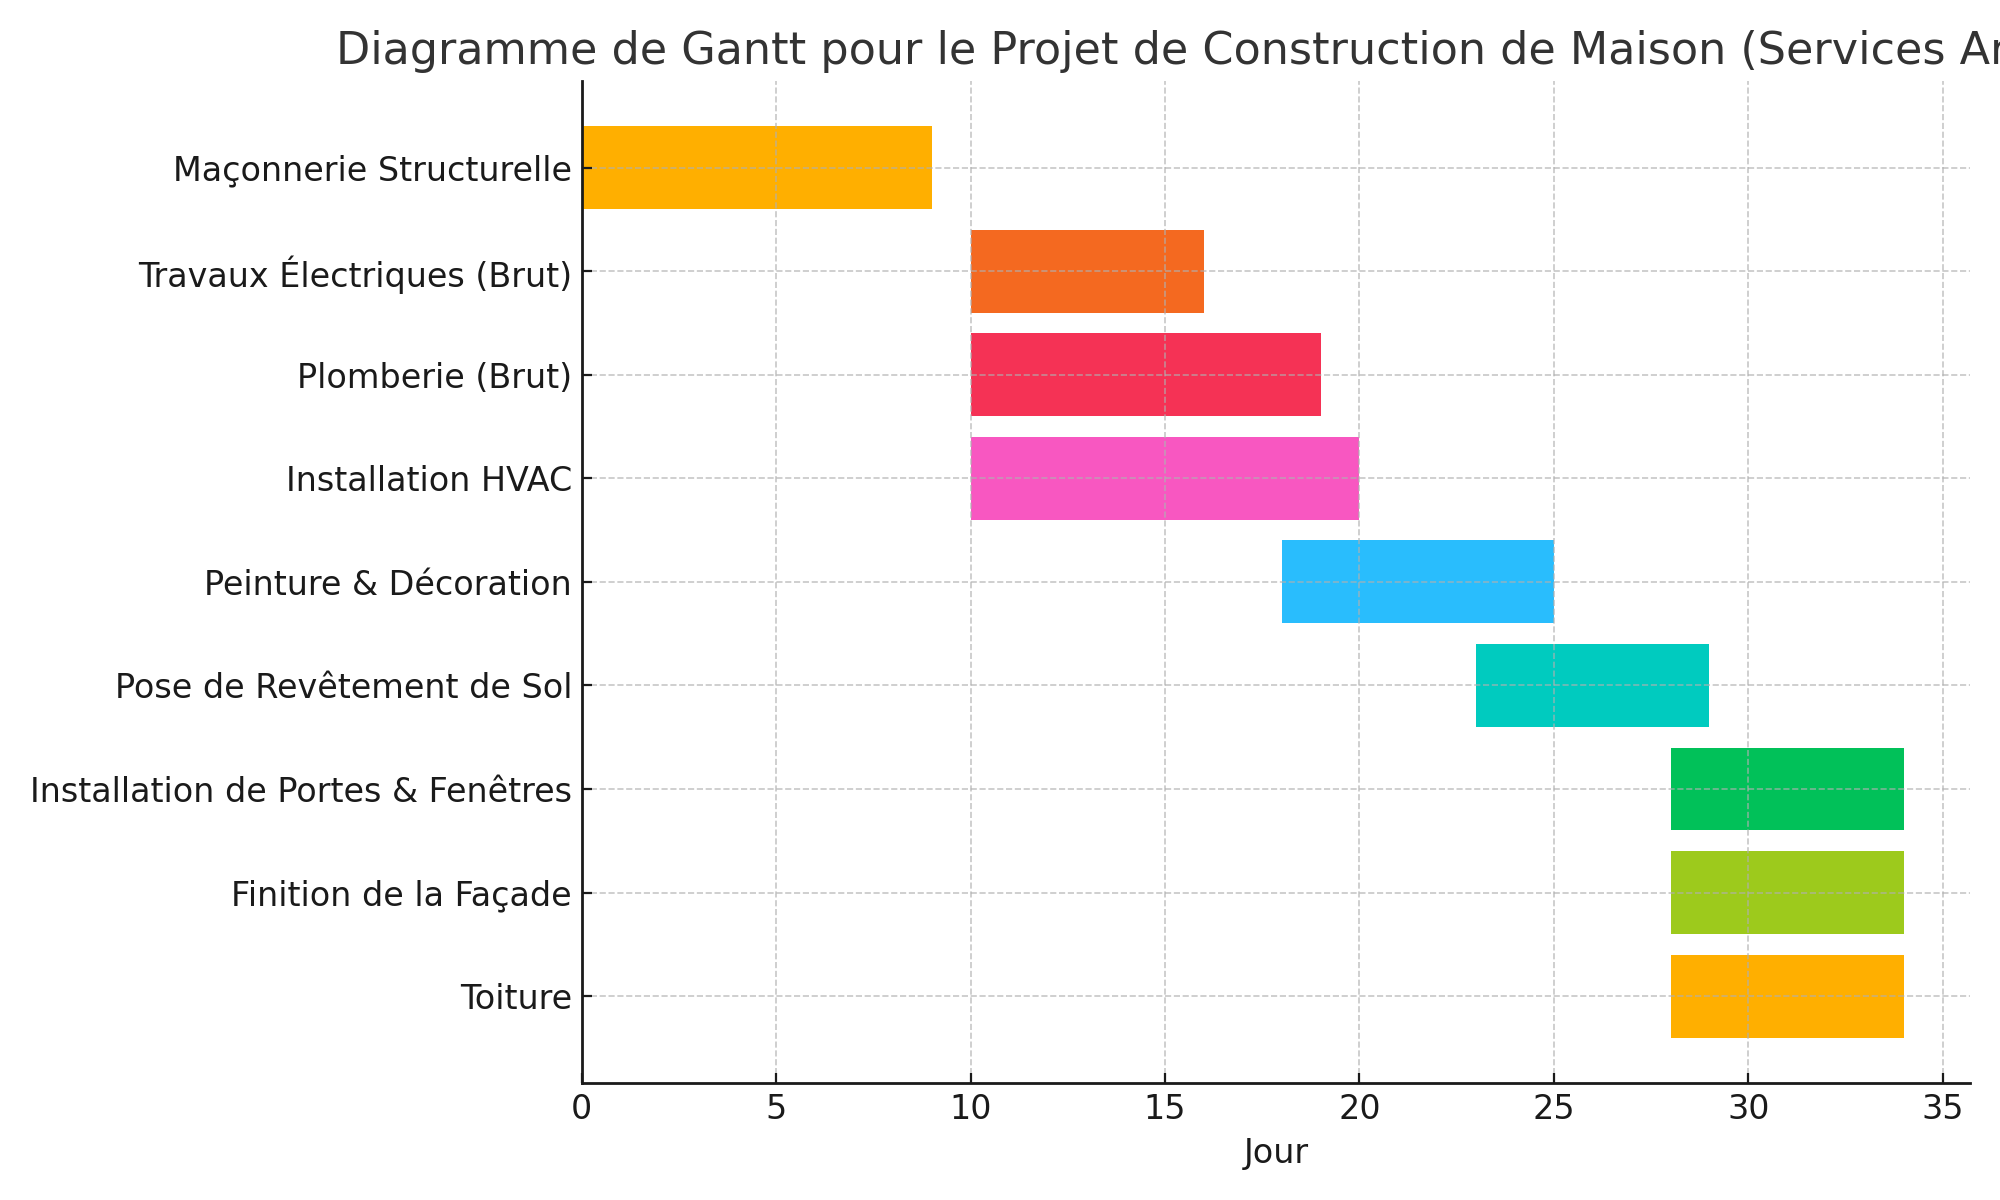 Diagramme de Gantt pour le Projet de Construction de Maison (Services
Maçonnerie Structurelle
Travaux Électriques (Brut)
Plomberie (Brut)
Installation HVAC
Peinture & Décoration
Pose de Revêtement de Sol
Installation de Portes & Fenêtres
Finition de la Façade
Toiture
0 5 10 15 20 25 30 35
Jour